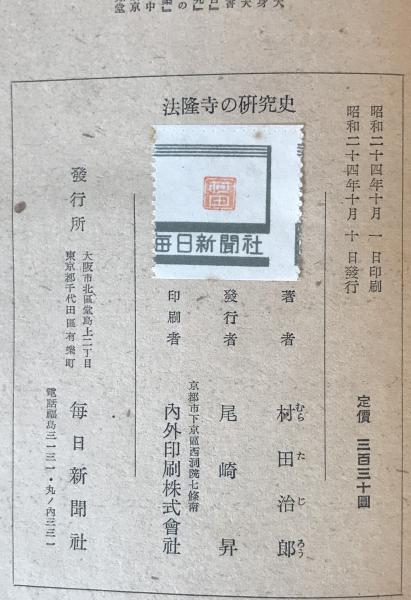 法隆寺の研究史
昭和二十四年十月一日印刷
昭和二十四年十月十日發行
定價 三百三十圓
著者 村田治郎
むら た じ ろう
發行者 尾崎昇
京都市下京區西洞院七條南
印刷者 內外印刷株式會社
毎日新聞社
發行所
大阪市北區堂島上二丁目
東京都千代田區有樂町
每日新聞社
電話福島三一三一・丸ノ內三三一